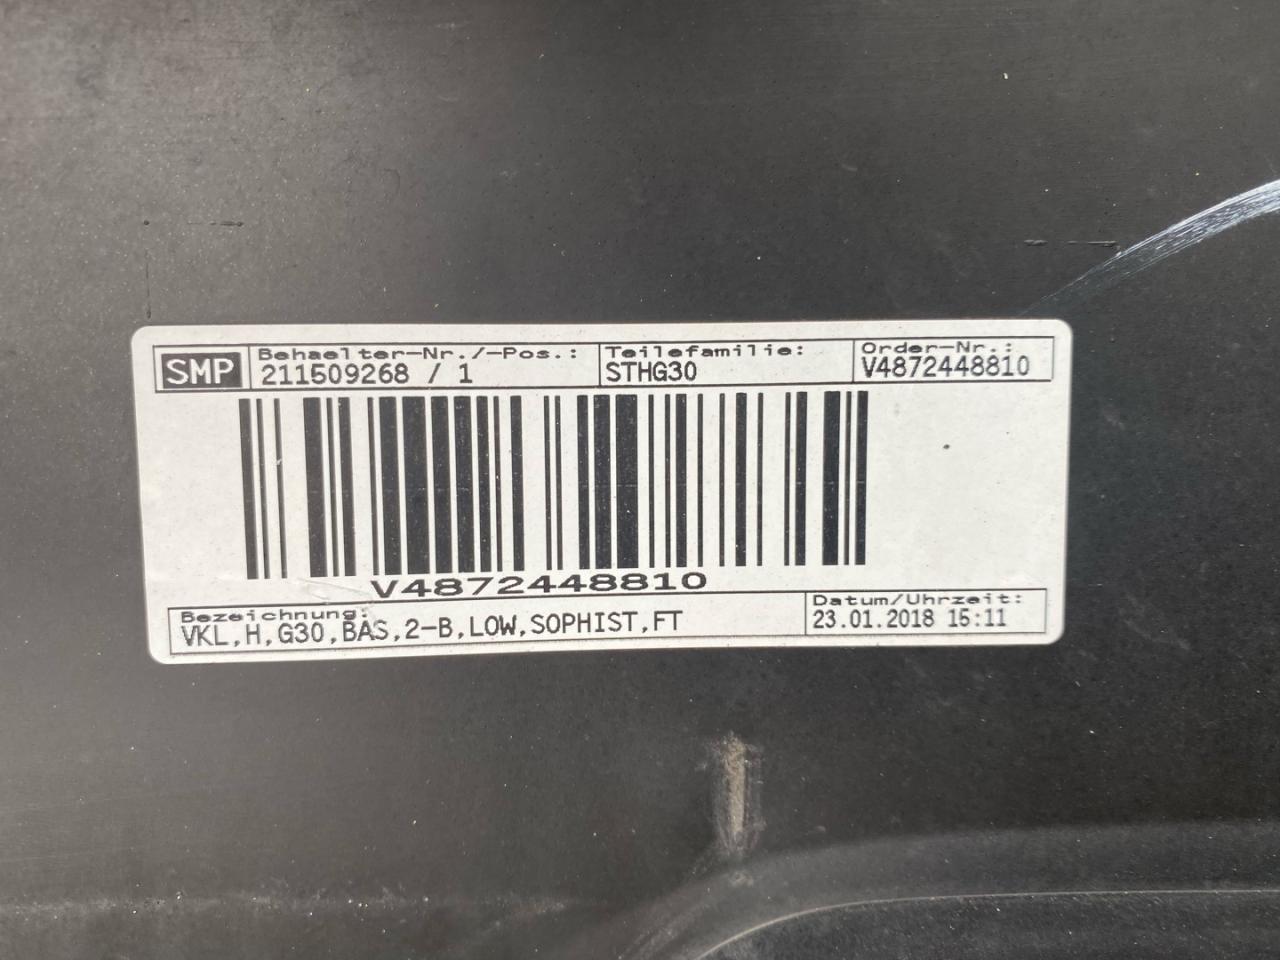 SMP
Behaelter-Nr./-Pos.:
211509268 / 1
Teilefamilie:
STHG30
Order-Nr.:
V4872448810
V4872448810
Bezeichnung:
VKL,H,G30,BAS,2-B,LOW,SOPHIST,FT
Datum/Uhrzeit:
23.01.2018 15:11